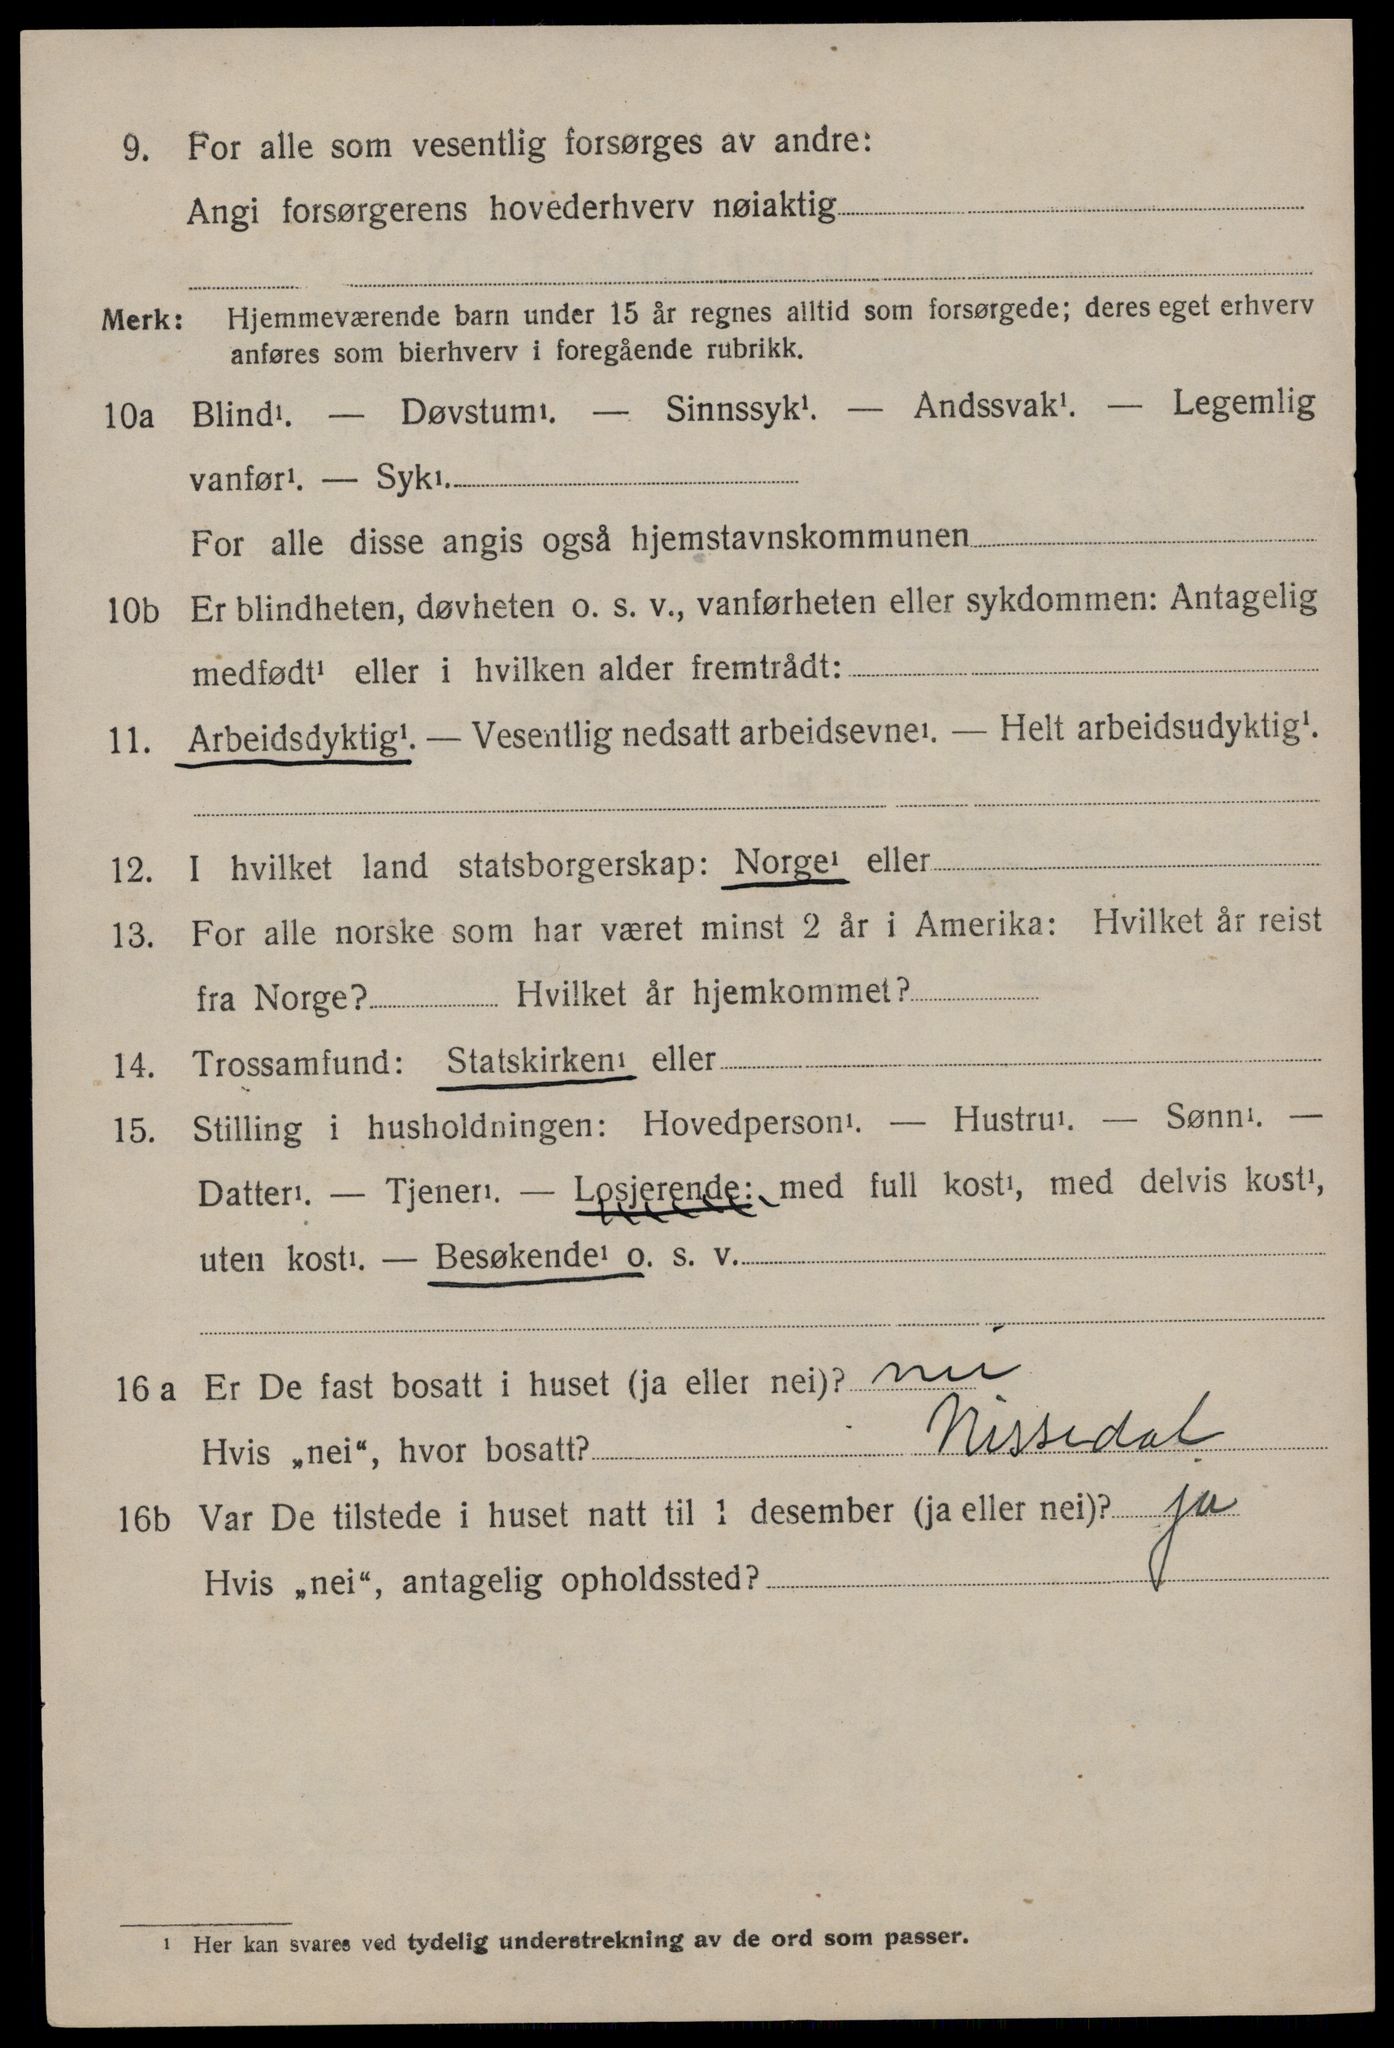 9. For alle som vesentlig forsørges av andre:
Angi forsørgerens hovederhverv nøiaktig
Merk: Hjemmeværende barn under 15 år regnes alltid som forsørgede; deres eget erhverv
anføres som bierhverv i foregående rubrikk.
10a Blind¹. — Døvstum¹. — Sinnssyk¹. — Andssvak¹. — Legemlig
vanfør¹. — Syk¹.
For alle disse angis også hjemstavnskommunen
10b Er blindheten, døvheten o. s. v., vanførheten eller sykdommen: Antagelig
medfødt¹ eller i hvilken alder fremtrådt:
11. Arbeidsdyktig¹. — Vesentlig nedsatt arbeidsevne¹. — Helt arbeidsudyktig¹.
12. I hvilket land statsborgerskap: Norge¹ eller
13. For alle norske som har været minst 2 år i Amerika: Hvilket år reist
fra Norge? Hvilket år hjemkommet?
14. Trossamfund: Statskirken¹ eller
15. Stilling i husholdningen: Hovedperson¹. — Hustru¹. — Sønn¹. —
Datter¹. — Tjener¹. — Losjerende: med full kost¹, med delvis kost¹,
uten kost¹. — Besøkende¹ o. s. v.
16 a Er De fast bosatt i huset (ja eller nei)? nei
Hvis „nei“, hvor bosatt? Nissedal
16b Var De tilstede i huset natt til 1 desember (ja eller nei)? ja
Hvis „nei“, antagelig opholdssted?
¹ Her kan svares ved tydelig understrekning av de ord som passer.